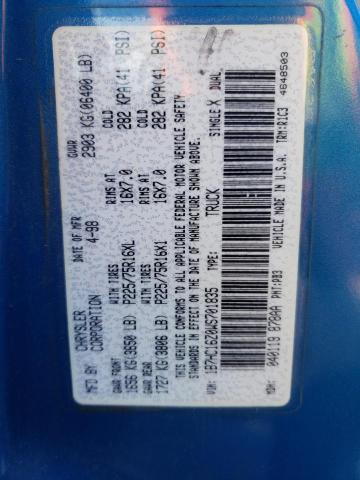 CHRYSLER CORPORATION
DATE OF MFR 4-98
GVWR 2903 KG(06400 LB)
GAWR FRONT WITH TIRES RIMS AT COLD
1656 KG(3650 LB) P225/75R16XL 16X7.0 282 KPA(41 PSI)
GAWR REAR WITH TIRES RIMS AT COLD
1727 KG(3806 LB) P225/75R16X1 16X7.0 282 KPA(41 PSI)
THIS VEHICLE CONFORMS TO ALL APPLICABLE FEDERAL MOTOR VEHICLE SAFETY
STANDARDS IN EFFECT ON THE DATE OF MANUFACTURE SHOWN ABOVE.
VIN: 1B7HC16Z0WS701835 TYPE: TRUCK SINGLE X DUAL
MDH: 040119 878AA PNT: PB3 VEHICLE MADE IN U.S.A. TRM: R1C3 4648503